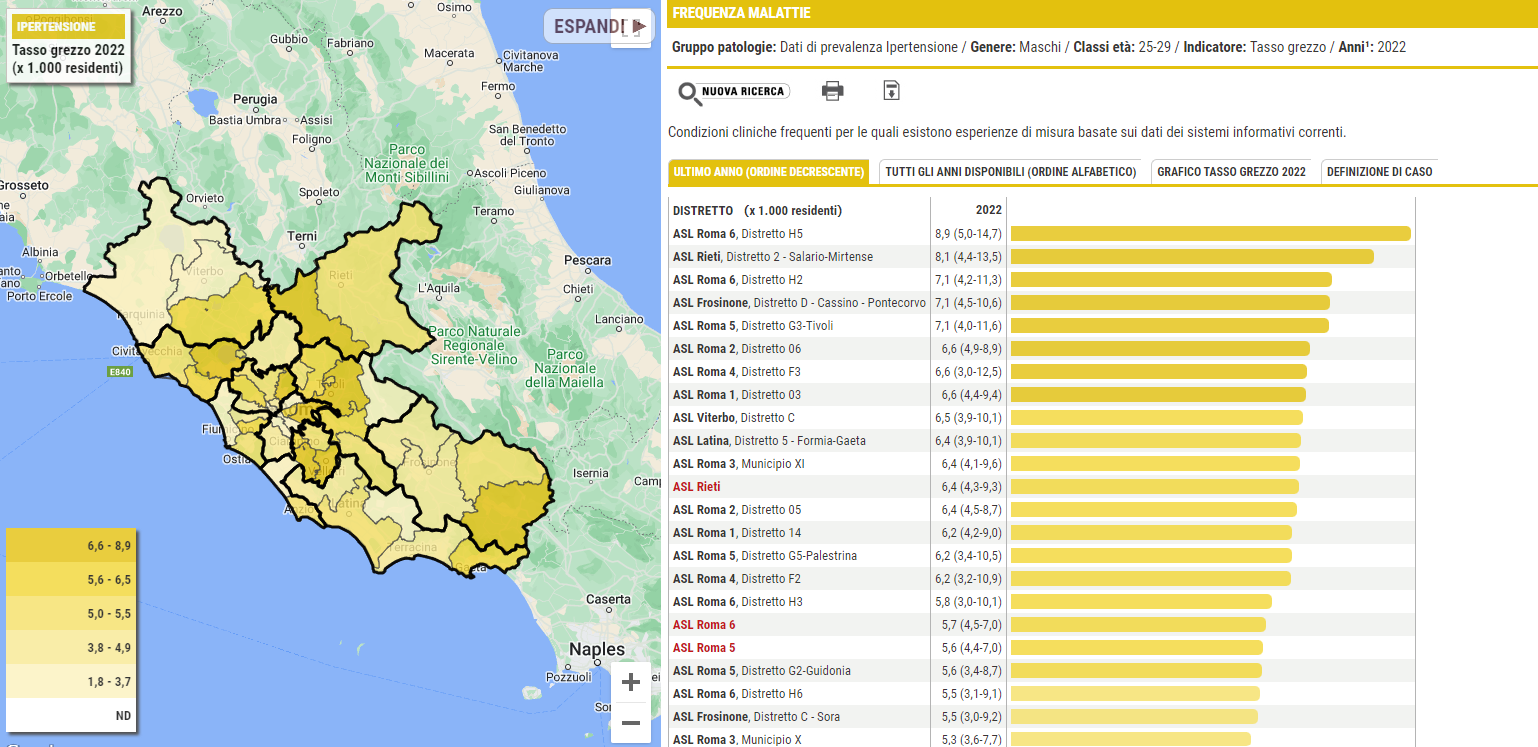 IPERTENSIONE
Tasso grezzo 2022
(x 1.000 residenti)
ESPANDI
Arezzo
Osimo
Gubbio
Fabriano
Macerata
Civitanova
Marche
Fermo
Perugia
Bastia Umbra
Assisi
Foligno
San Benedetto
del Tronto
Parco
Nazionale dei
Monti Sibillini
Ascoli Piceno
Grosseto
Giulianova
Orvieto
Spoleto
Teramo
Terni
Albinia
Orbetello
Porto Ercole
Viterbo
Rieti
Pescara
L'Aquila
Chieti
Tarquinia
Lanciano
Civitavecchia
E840
Parco Naturale
Regionale
Sirente-Velino
Parco
Nazionale
della Maiella
Tivoli
Fiumicino
Ciampino
Ostia
Velletri
Frosinone
Isernia
Anzio
Latina
Terracina
Gaeta
Caserta
Naples
Pozzuoli
6,6 - 8,9
5,6 - 6,5
5,0 - 5,5
3,8 - 4,9
1,8 - 3,7
ND
FREQUENZA MALATTIE
Gruppo patologie: Dati di prevalenza Ipertensione / Genere: Maschi / Classi età: 25-29 / Indicatore: Tasso grezzo / Anni¹: 2022
NUOVA RICERCA
Condizioni cliniche frequenti per le quali esistono esperienze di misura basate sui dati dei sistemi informativi correnti.
ULTIMO ANNO (ORDINE DECRESCENTE) TUTTI GLI ANNI DISPONIBILI (ORDINE ALFABETICO) GRAFICO TASSO GREZZO 2022 DEFINIZIONE DI CASO
DISTRETTO (x 1.000 residenti) 2022
ASL Roma 6, Distretto H5 8,9 (5,0-14,7)
ASL Rieti, Distretto 2 - Salario-Mirtense 8,1 (4,4-13,5)
ASL Roma 6, Distretto H2 7,1 (4,2-11,3)
ASL Frosinone, Distretto D - Cassino - Pontecorvo 7,1 (4,5-10,6)
ASL Roma 5, Distretto G3-Tivoli 7,1 (4,0-11,6)
ASL Roma 2, Distretto 06 6,6 (4,9-8,9)
ASL Roma 4, Distretto F3 6,6 (3,0-12,5)
ASL Roma 1, Distretto 03 6,6 (4,4-9,4)
ASL Viterbo, Distretto C 6,5 (3,9-10,1)
ASL Latina, Distretto 5 - Formia-Gaeta 6,4 (3,9-10,1)
ASL Roma 3, Municipio XI 6,4 (4,1-9,6)
ASL Rieti 6,4 (4,3-9,3)
ASL Roma 2, Distretto 05 6,4 (4,5-8,7)
ASL Roma 1, Distretto 14 6,2 (4,2-9,0)
ASL Roma 5, Distretto G5-Palestrina 6,2 (3,4-10,5)
ASL Roma 4, Distretto F2 6,2 (3,2-10,9)
ASL Roma 6, Distretto H3 5,8 (3,0-10,1)
ASL Roma 6 5,7 (4,5-7,0)
ASL Roma 5 5,6 (4,4-7,0)
ASL Roma 5, Distretto G2-Guidonia 5,6 (3,4-8,7)
ASL Roma 6, Distretto H6 5,5 (3,1-9,1)
ASL Frosinone, Distretto C - Sora 5,5 (3,0-9,2)
ASL Roma 3, Municipio X 5,3 (3,6-7,7)